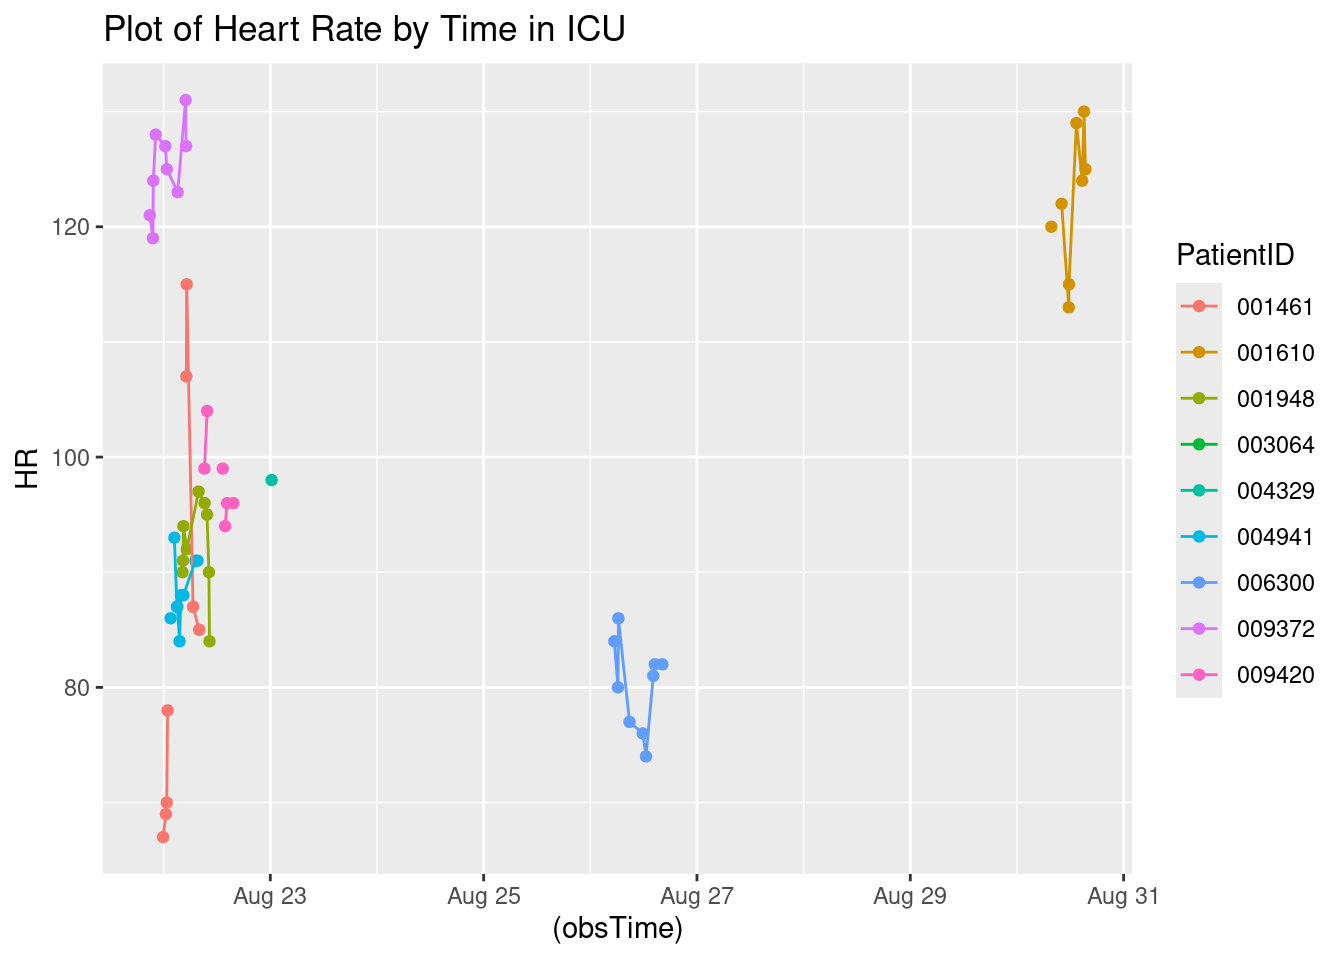 Plot of Heart Rate by Time in ICU
HR
120
100
80
Aug 23 Aug 25 Aug 27 Aug 29 Aug 31
(obsTime)
PatientID
001461
001610
001948
003064
004329
004941
006300
009372
009420